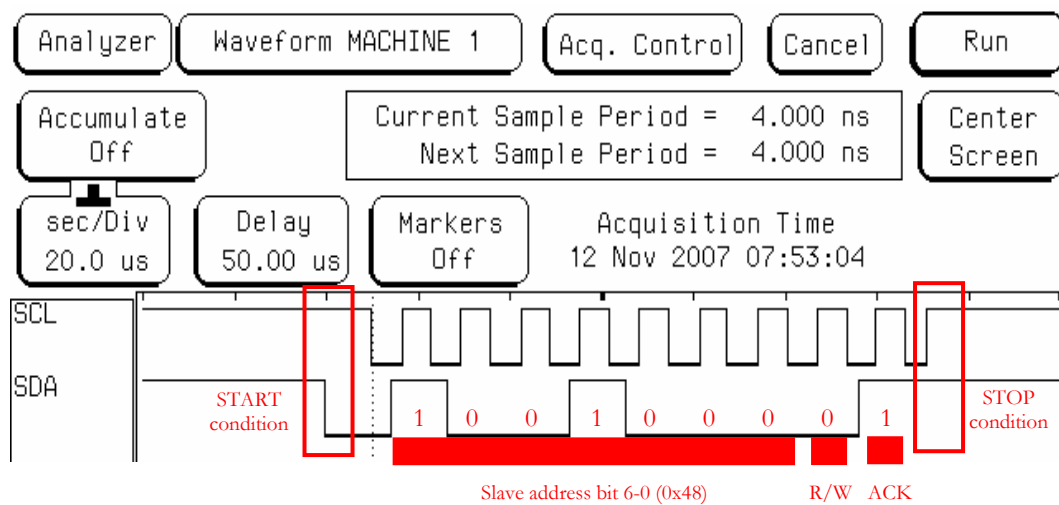 Analyzer Waveform MACHINE 1 Acq. Control Cancel Run
Accumulate
Off
Current Sample Period = 4.000 ns
Next Sample Period = 4.000 ns
Center
Screen
sec/Div
20.0 us
Delay
50.00 us
Markers
Off
Acquisition Time
12 Nov 2007 07:53:04
SCL
SDA
START
condition
1 0 0 1 0 0 0 0 1
STOP
condition
Slave address bit 6-0 (0x48) R/W ACK